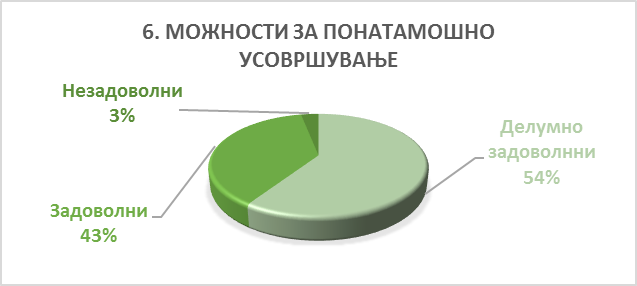 6. МОЖНОСТИ ЗА ПОНАТАМОШНО
УСОВРШУВАЊЕ
Незадоволни
3%
Делумно
задоволнни
54%
Задоволни
43%